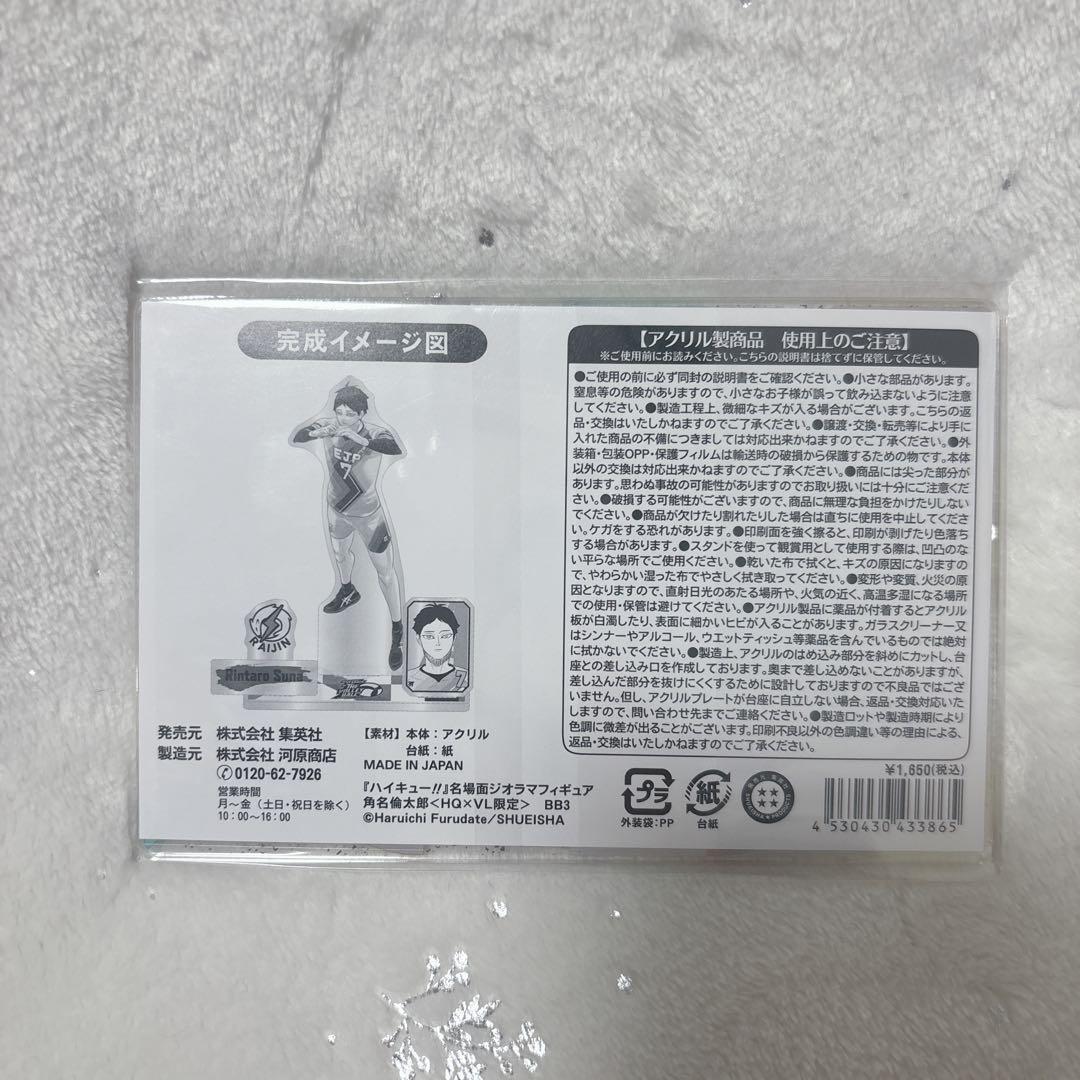 完成イメージ図
EJP
7
RAIJIN
Rintaro Suna
7
発売元 株式会社 集英社
製造元 株式会社 河原商店
0120-62-7926
営業時間
月〜金(土日・祝日を除く)
10:00〜16:00
【素材】本体:アクリル
台紙:紙
MADE IN JAPAN
『ハイキュー!!』名場面ジオラマフィギュア
角名倫太郎<HQ×VL限定> BB3
©Haruichi Furudate/SHUEISHA
【アクリル製商品 使用上のご注意】
※ご使用前にお読みください。こちらの説明書は捨てずに保管してください。
●ご使用の前に必ず同封の説明書をご確認ください。●小さな部品があります。
窒息等の危険がありますので、小さなお子様が誤って飲み込まないように注意
してください。●製造工程上、微細なキズが入る場合がございます。こちらの返
品・交換はいたしかねますのでご了承ください。●譲渡・交換・転売等により手に
入れた商品の不備につきましては対応出来かねますのでご了承ください。●外
装箱・包装OPP・保護フィルムは輸送時の破損から保護するための物です。本体
以外の交換は対応出来かねますのでご了承ください。●商品には尖った部分が
あります。思わぬ事故の可能性がありますのでお取り扱いには十分にご注意くだ
さい。●破損する可能性がございますので、商品に無理な負担をかけたりしない
でください。●商品が欠けたり割れたりした場合は直ちに使用を中止してくださ
い。ケガをする恐れがあります。●印刷面を強く擦ると、印刷が剥げたり色落ち
する場合があります。●スタンドを使って観賞用として使用する際は、凹凸のな
い平らな場所でご使用ください。●乾いた布で拭くと、キズの原因になりますの
で、やわらかい湿った布でやさしく拭き取ってください。●変形や変質、火災の原
因となりますので、直射日光のあたる場所や、火気の近く、高温多湿になる場所
での使用・保管は避けてください。●アクリル製品に薬品が付着するとアクリル
板が白濁したり、表面に細かいヒビが入ることがあります。ガラスクリーナー又
はシンナーやアルコール、ウエットティッシュ等薬品を含んでいるものでは絶対
に拭かないでください。●製造上、アクリルのはめ込み部分を斜めにカットし、台
座との差し込み口を作成しております。奥まで差し込めないことがありますが、
差し込んだ部分を抜けにくくするために設計しておりますので不良品ではござ
いません。但し、アクリルプレートが台座に自立しない場合、返品・交換対応いた
しますので、問い合わせ先までご連絡ください。●製造ロットや製造時期により
色調に微差が出ることがございます。印刷不良以外の色調違い等の理由による、
返品・交換はいたしかねますのでご了承ください。
¥1,650(税込)
プラ
外装袋:PP
紙
台紙
発売元 集英社
SHUEISHA PRODUCTS
4 530430 433865